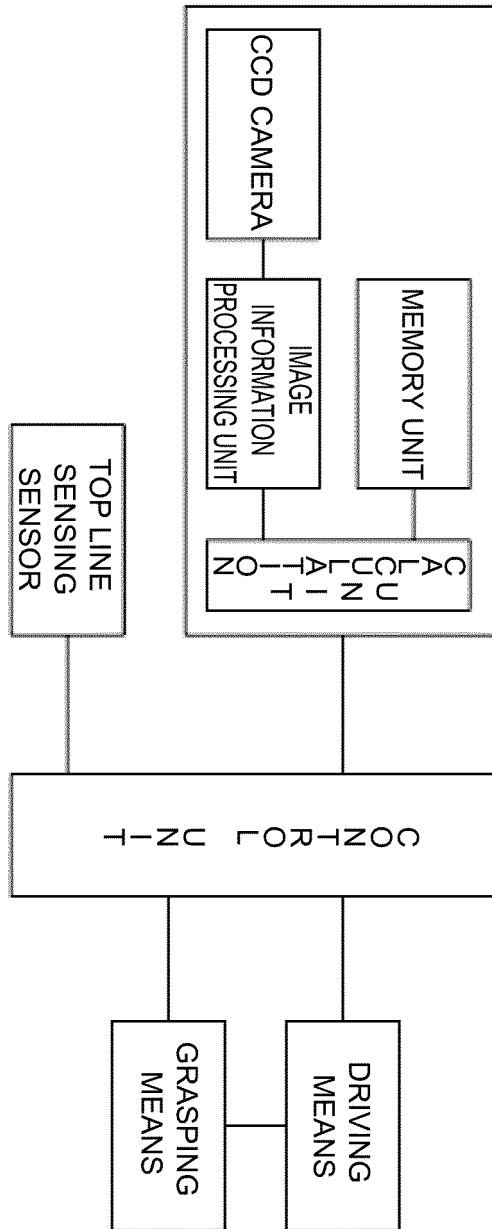 MEMORY UNIT
CCD CAMERA
IMAGE
INFORMATION
PROCESSING UNIT
CALCULATION
UNIT
TOP LINE
SENSING
SENSOR
CONTROL UNIT
DRIVING
MEANS
GRASPING
MEANS